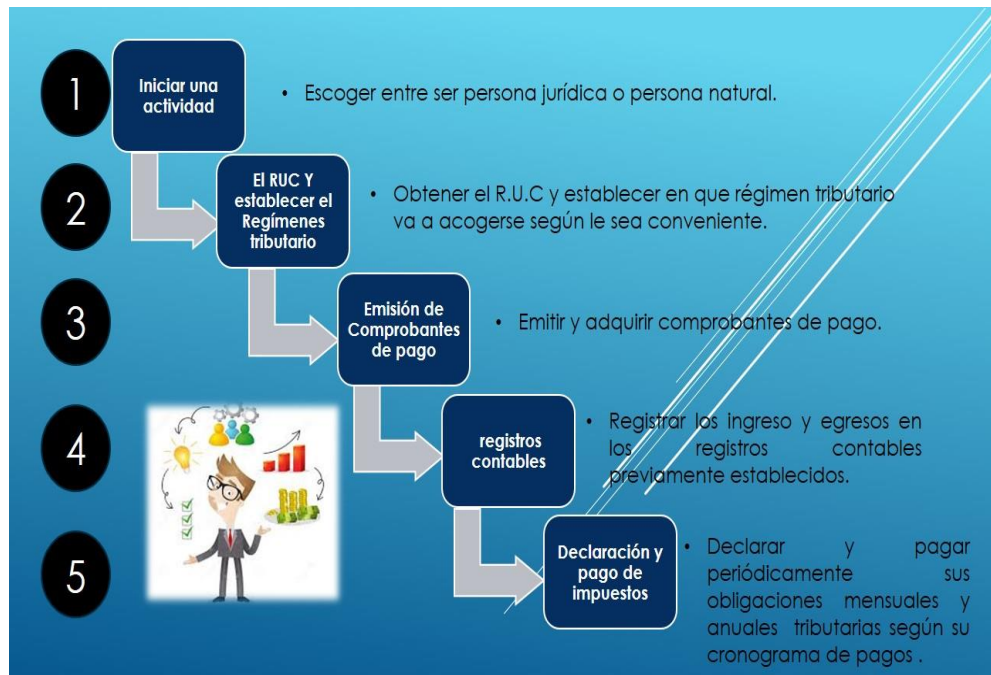 1
Iniciar una
actividad
• Escoger entre ser persona jurídica o persona natural.
2
El RUC Y
establecer el
Regímenes
tributario
• Obtener el R.U.C y establecer en que régimen tributario
va a acogerse según le sea conveniente.
3
Emisión de
Comprobantes
de pago
• Emitir y adquirir comprobantes de pago.
4
registros
contables
• Registrar los ingreso y egresos en
los registros contables
previamente establecidos.
5
Declaración y
pago de
impuestos
• Declarar y pagar
periódicamente sus
obligaciones mensuales y
anuales tributarias según su
cronograma de pagos .